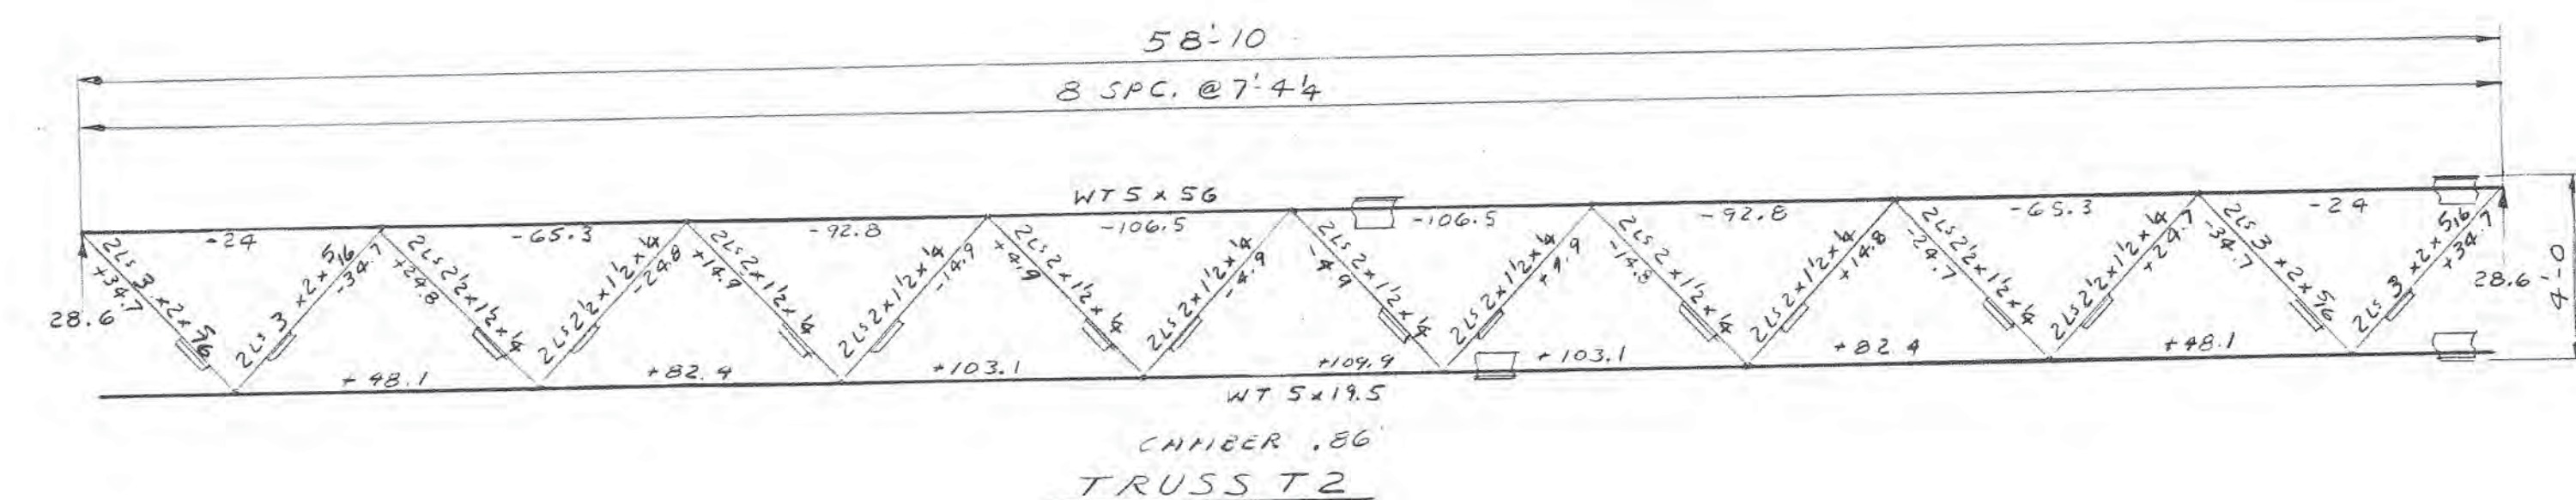 58'-10
8 SPC. @ 7'-4¼
WT 5 x 56
-24
-65.3
-92.8
-106.5
-106.5
-92.8
-65.3
-24
2Ls 3 x 2 x 5/16
+34.7
2Ls 3 x 2 x 5/16
-34.7
2Ls 2½ x 1½ x ¼
+24.8
2Ls 2½ x 1½ x ¼
-24.8
2Ls 2 x 1½ x ¼
+14.9
2Ls 2 x 1½ x ¼
-14.9
2Ls 2 x 1½ x ¼
+4.9
2Ls 2 x 1½ x ¼
-4.9
2Ls 2 x 1½ x ¼
-4.9
2Ls 2 x 1½ x ¼
2Ls 2 x 1½ x ¼
-14.8
2Ls 2 x 1½ x ¼
+14.8
2Ls 2½ x 1½ x ¼
-24.7
2Ls 2½ x 1½ x ¼
+24.7
2Ls 3 x 2 x 5/16
-34.7
2Ls 3 x 2 x 5/16
+34.7
28.6
28.6
4'-0
+48.1
+82.4
+103.1
+109.9
+103.1
+82.4
+48.1
WT 5 x 19.5
CAMBER .86
TRUSS T2